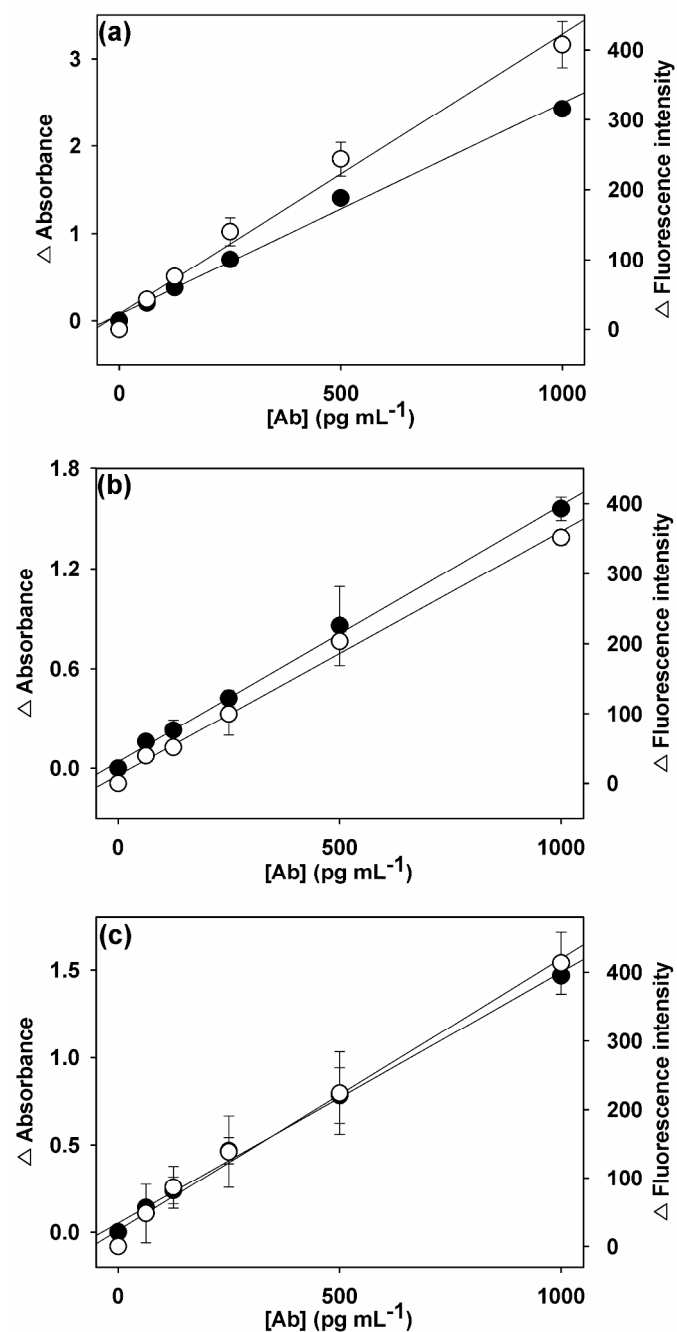 (a)
3
2
1
0
△ Absorbance
400
300
200
100
0
△ Fluorescence intensity
0 500 1000
[Ab] (pg mL-1)
(b)
1.8
1.2
0.6
0.0
△ Absorbance
400
300
200
100
0
△ Fluorescence intensity
0 500 1000
[Ab] (pg mL-1)
(c)
1.5
1.0
0.5
0.0
△ Absorbance
400
300
200
100
0
△ Fluorescence intensity
0 500 1000
[Ab] (pg mL-1)